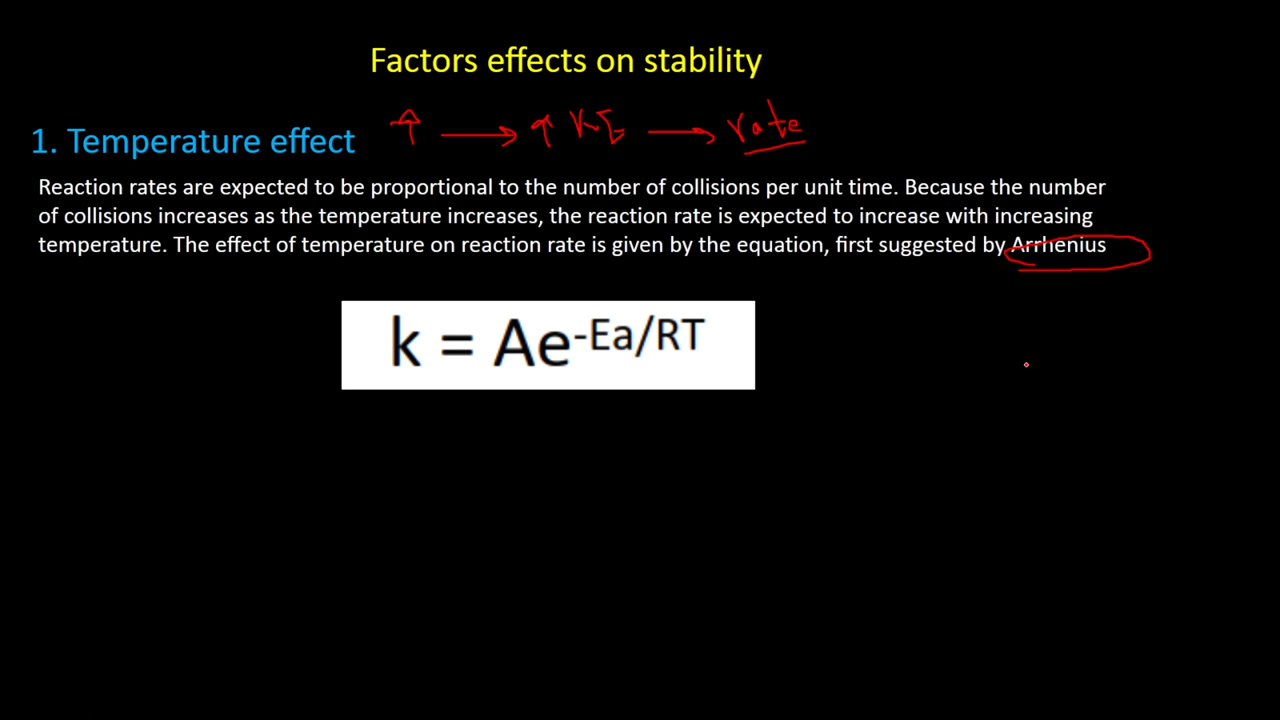 Factors effects on stability
1. Temperature effect ↑ → ↑ KE → rate
Reaction rates are expected to be proportional to the number of collisions per unit time. Because the number
of collisions increases as the temperature increases, the reaction rate is expected to increase with increasing
temperature. The effect of temperature on reaction rate is given by the equation, first suggested by Arrhenius
k = Ae^-Ea/RT